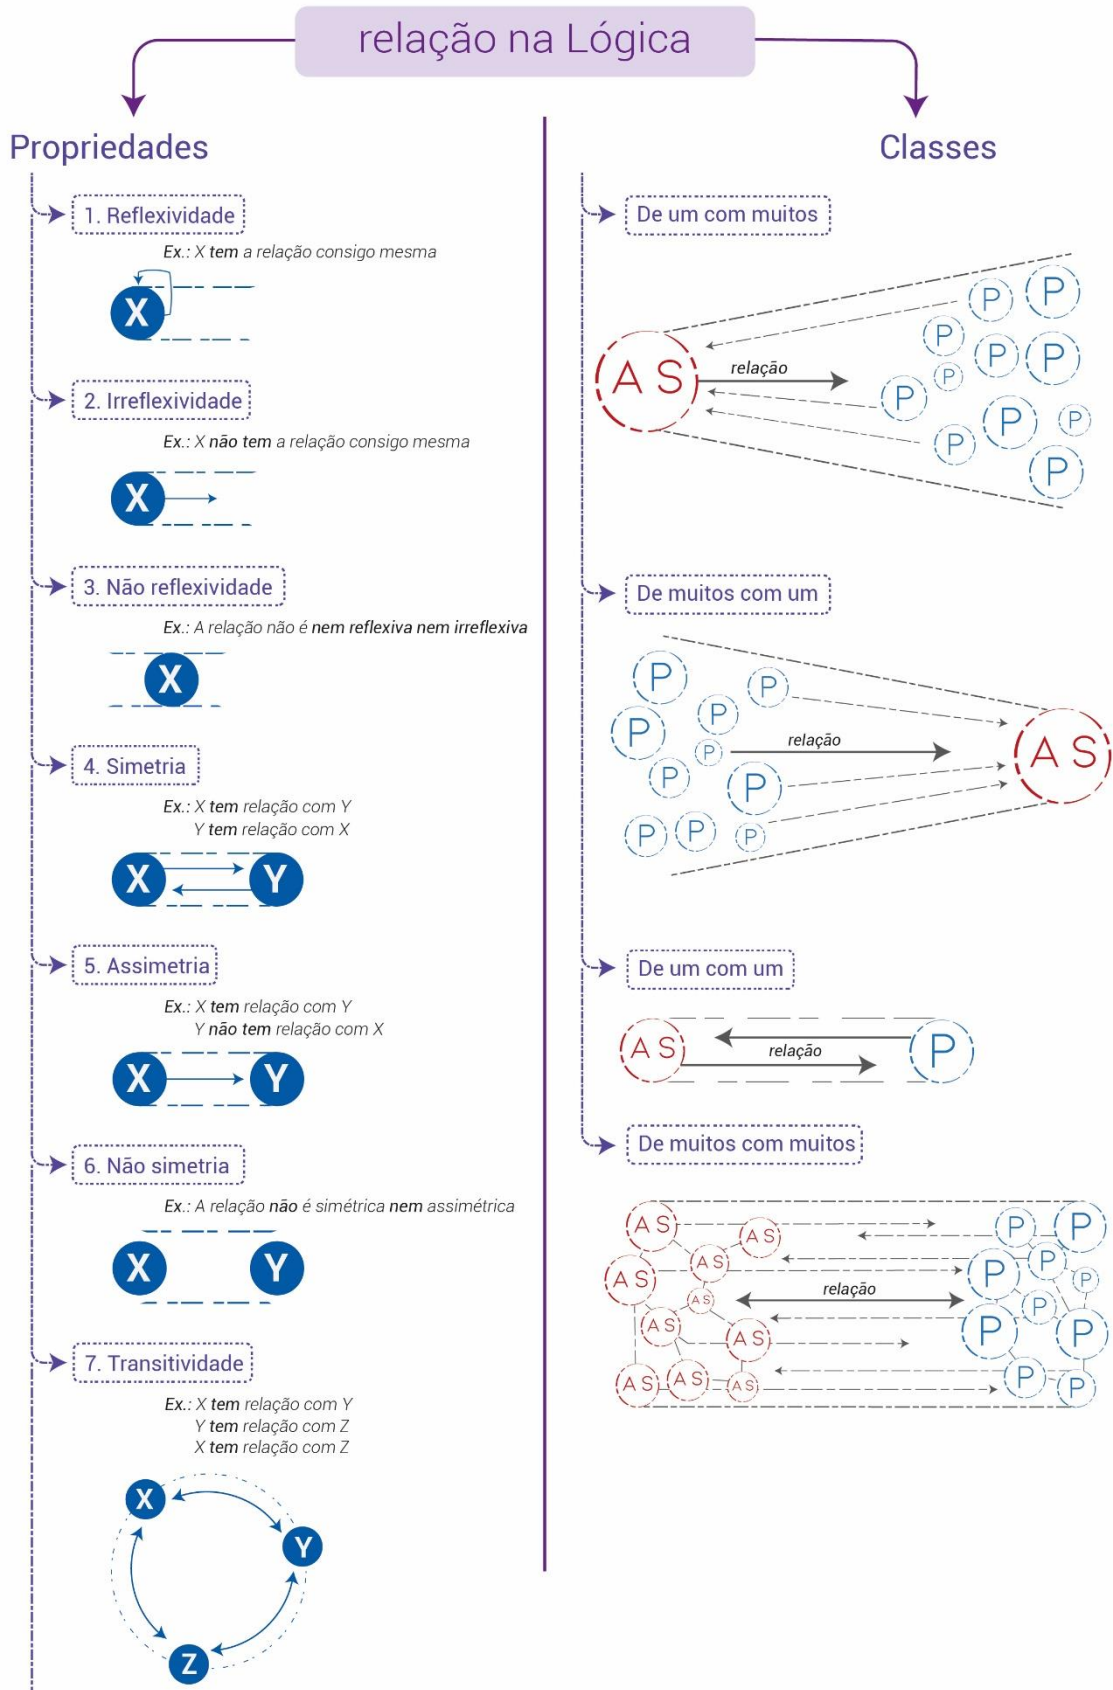 relação na Lógica
Propriedades
1. Reflexividade
Ex.: X tem a relação consigo mesma
X
2. Irreflexividade
Ex.: X não tem a relação consigo mesma
X
3. Não reflexividade
Ex.: A relação não é nem reflexiva nem irreflexiva
X
4. Simetria
Ex.: X tem relação com Y
Y tem relação com X
X Y
5. Assimetria
Ex.: X tem relação com Y
Y não tem relação com X
X Y
6. Não simetria
Ex.: A relação não é simétrica nem assimétrica
X Y
7. Transitividade
Ex.: X tem relação com Y
Y tem relação com Z
X tem relação com Z
X
Y
Z
Classes
De um com muitos
P
P
P
P
P
P
A S
relação
P
P
P
P
P
P
De muitos com um
P
P
P
P
relação
P
A S
P
P
P
P
P
De um com um
A S
relação
P
De muitos com muitos
A S
A S
A S
A S
A S
relação
A S
A S
A S
A S
A S
P
P
P
P
P
P
P
P
P
P